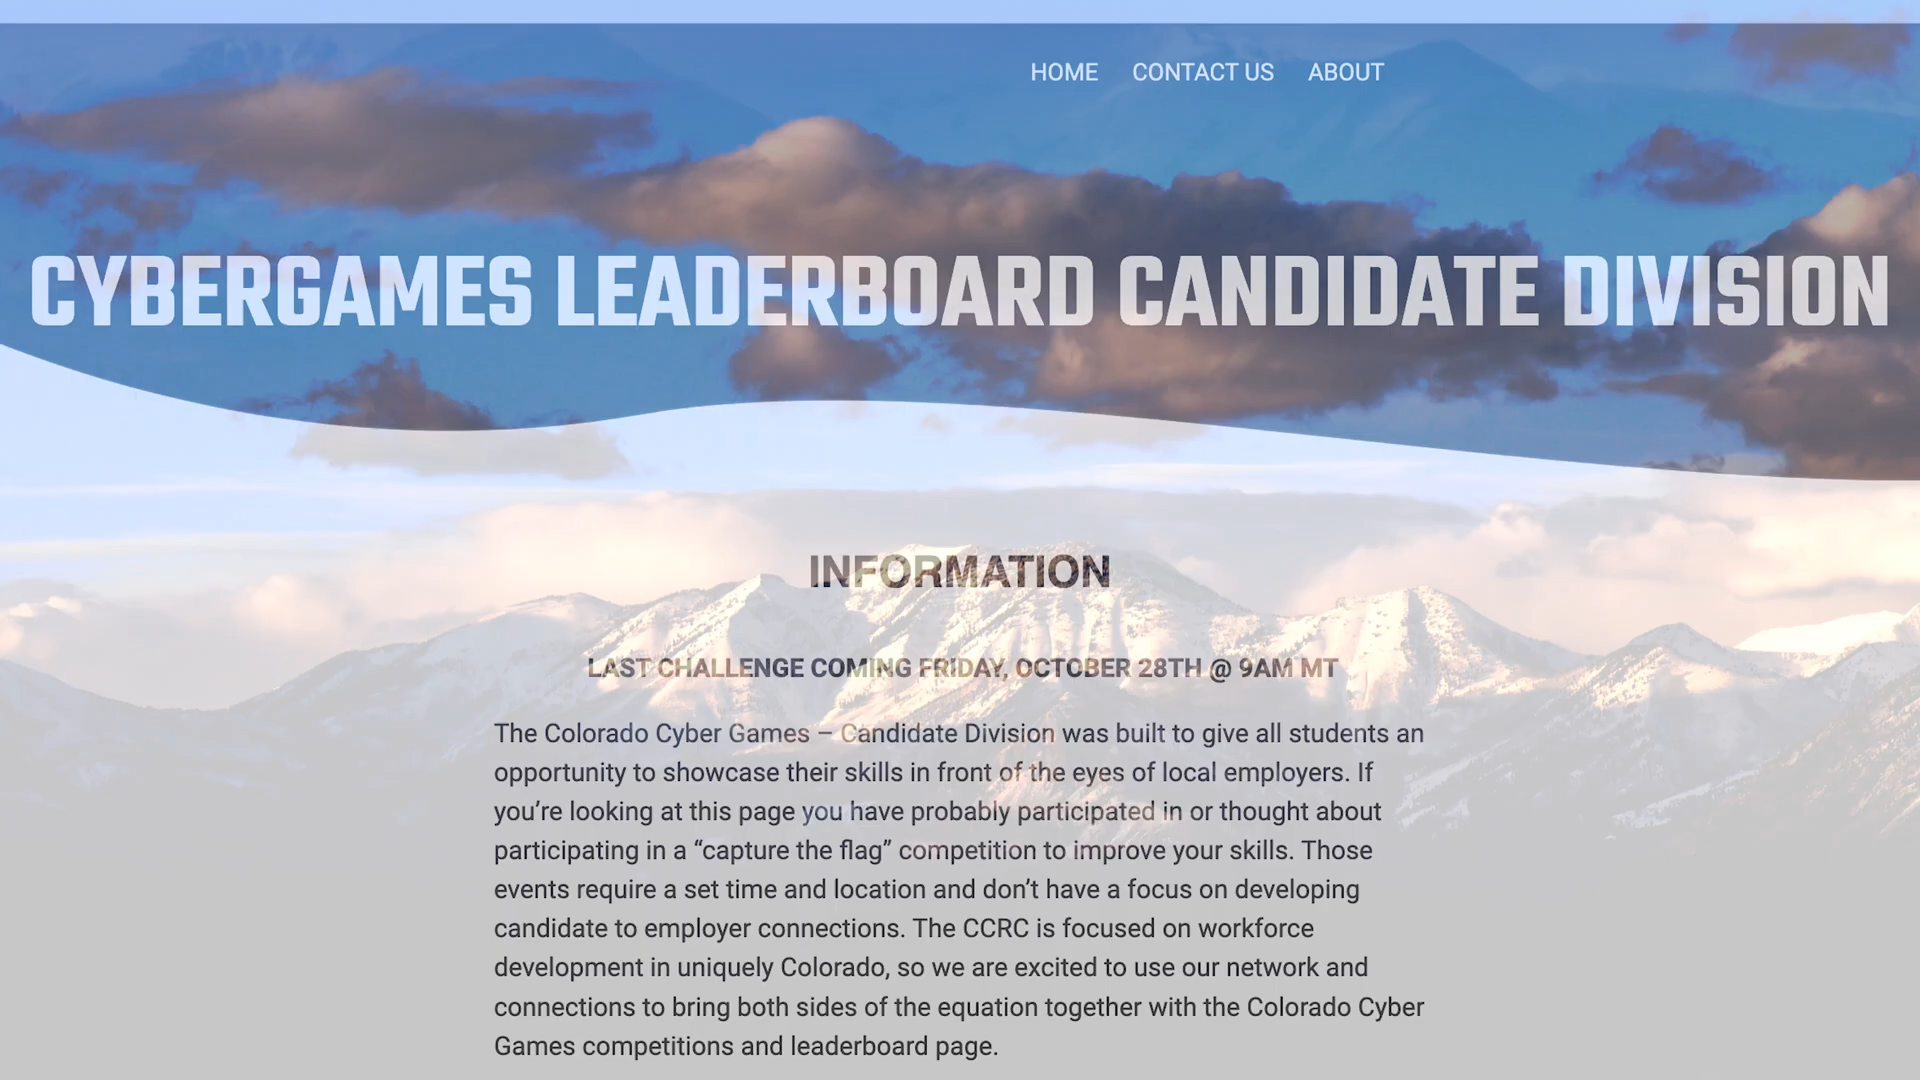 HOME CONTACT US ABOUT
CYBERGAMES LEADERBOARD CANDIDATE DIVISION
INFORMATION
LAST CHALLENGE COMING FRIDAY, OCTOBER 28TH @ 9AM MT
The Colorado Cyber Games – Candidate Division was built to give all students an
opportunity to showcase their skills in front of the eyes of local employers. If
you’re looking at this page you have probably participated in or thought about
participating in a “capture the flag” competition to improve your skills. Those
events require a set time and location and don’t have a focus on developing
candidate to employer connections. The CCRC is focused on workforce
development in uniquely Colorado, so we are excited to use our network and
connections to bring both sides of the equation together with the Colorado Cyber
Games competitions and leaderboard page.